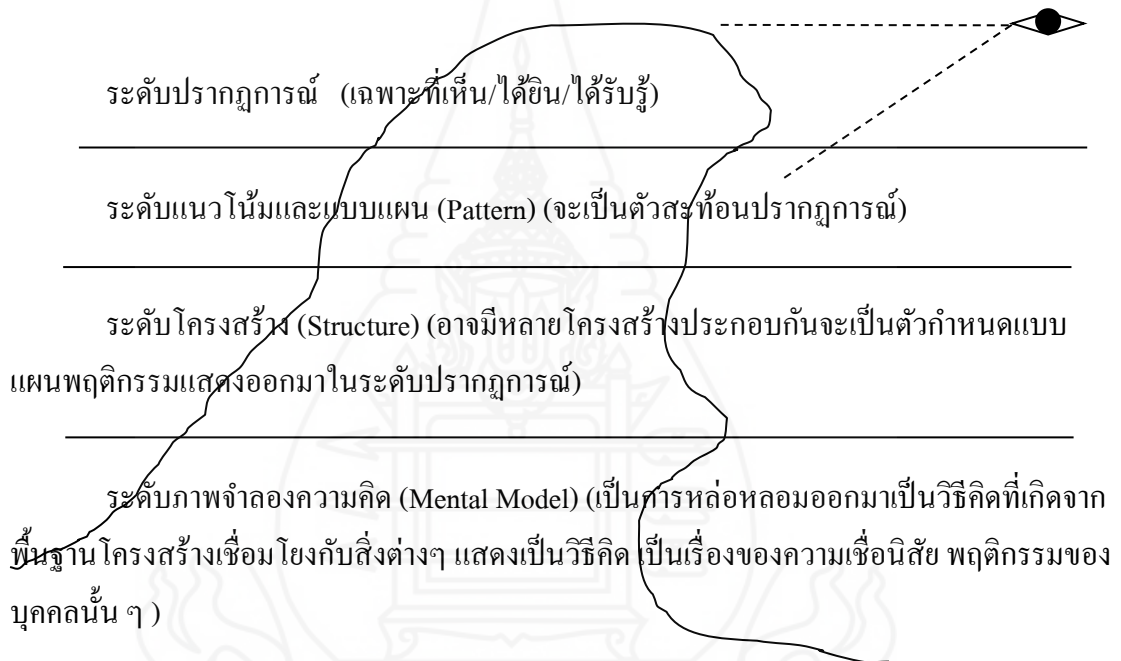 ระดับปรากฏการณ์ (เฉพาะที่เห็น/ได้ยิน/ได้รับรู้)
ระดับแนวโน้มและแบบแผน (Pattern) (จะเป็นตัวสะท้อนปรากฏการณ์)
ระดับโครงสร้าง (Structure) (อาจมีหลายโครงสร้างประกอบกันจะเป็นตัวกำหนดแบบ
แผนพฤติกรรมแสดงออกมาในระดับปรากฏการณ์)
ระดับภาพจำลองความคิด (Mental Model) (เป็นการหล่อหลอมออกมาเป็นวิธีคิดที่เกิดจาก
พื้นฐานโครงสร้างเชื่อมโยงกับสิ่งต่างๆ แสดงเป็นวิธีคิด เป็นเรื่องของความเชื่อนิสัย พฤติกรรมของ
บุคคลนั้น ๆ )